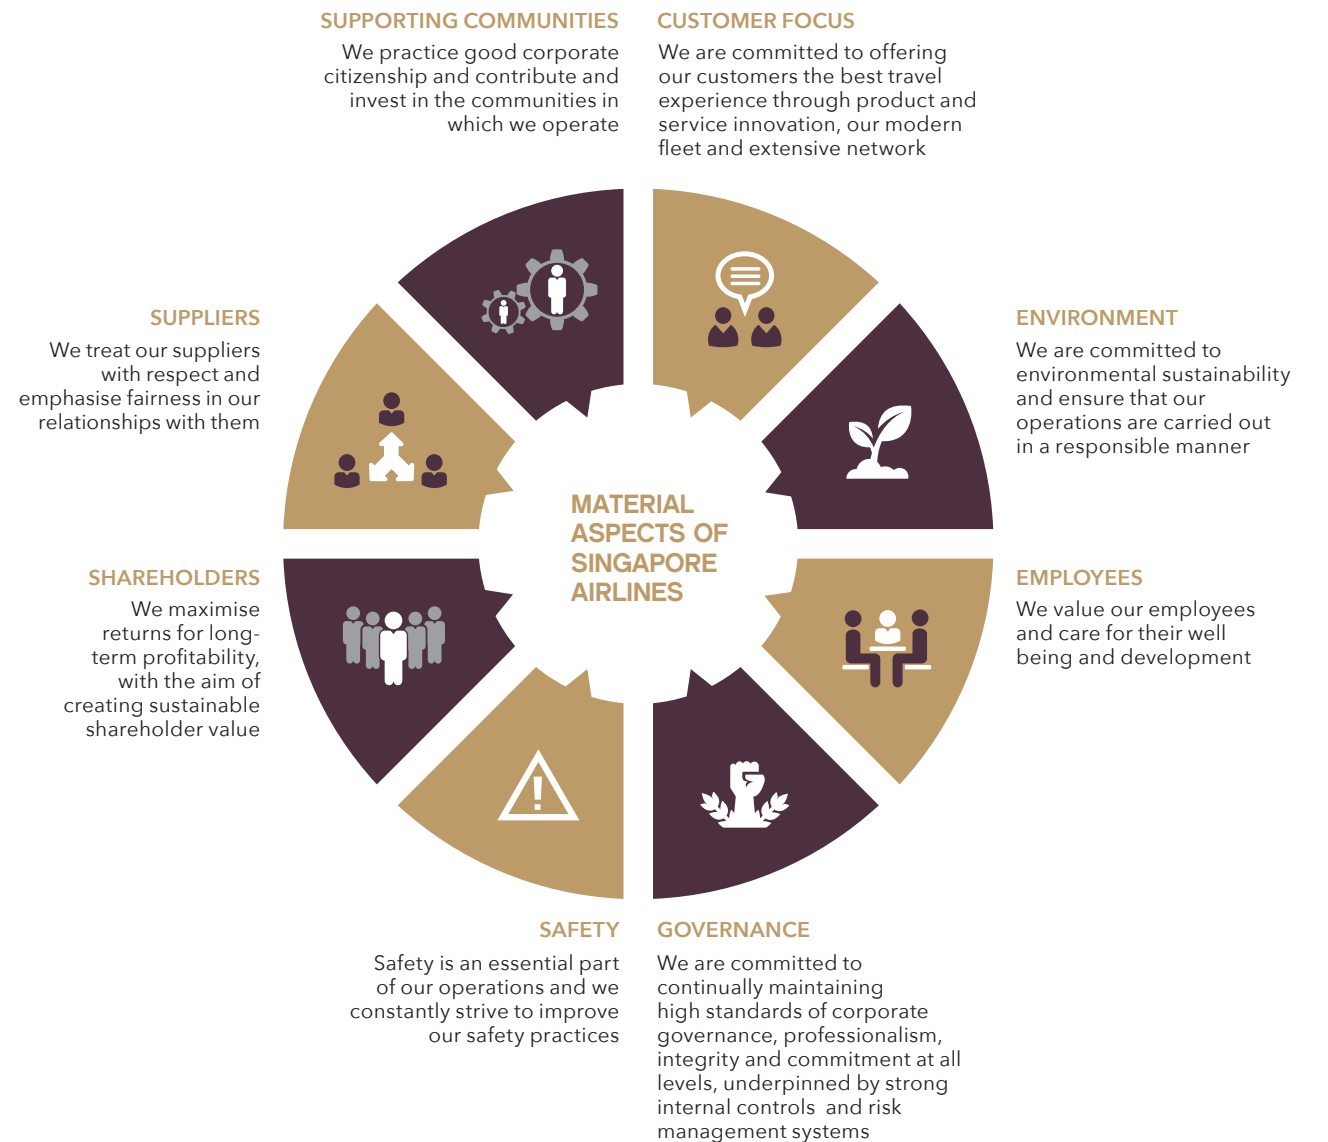 SUPPORTING COMMUNITIES
We practice good corporate
citizenship and contribute and
invest in the communities in
which we operate
CUSTOMER FOCUS
We are committed to offering
our customers the best travel
experience through product and
service innovation, our modern
fleet and extensive network
SUPPLIERS
We treat our suppliers
with respect and
emphasise fairness in our
relationships with them
ENVIRONMENT
We are committed to
environmental sustainability
and ensure that our
operations are carried out
in a responsible manner
MATERIAL
ASPECTS OF
SINGAPORE
AIRLINES
SHAREHOLDERS
We maximise
returns for long-
term profitability,
with the aim of
creating sustainable
shareholder value
EMPLOYEES
We value our employees
and care for their well
being and development
SAFETY
Safety is an essential part
of our operations and we
constantly strive to improve
our safety practices
GOVERNANCE
We are committed to
continually maintaining
high standards of corporate
governance, professionalism,
integrity and commitment at all
levels, underpinned by strong
internal controls  and risk
management systems